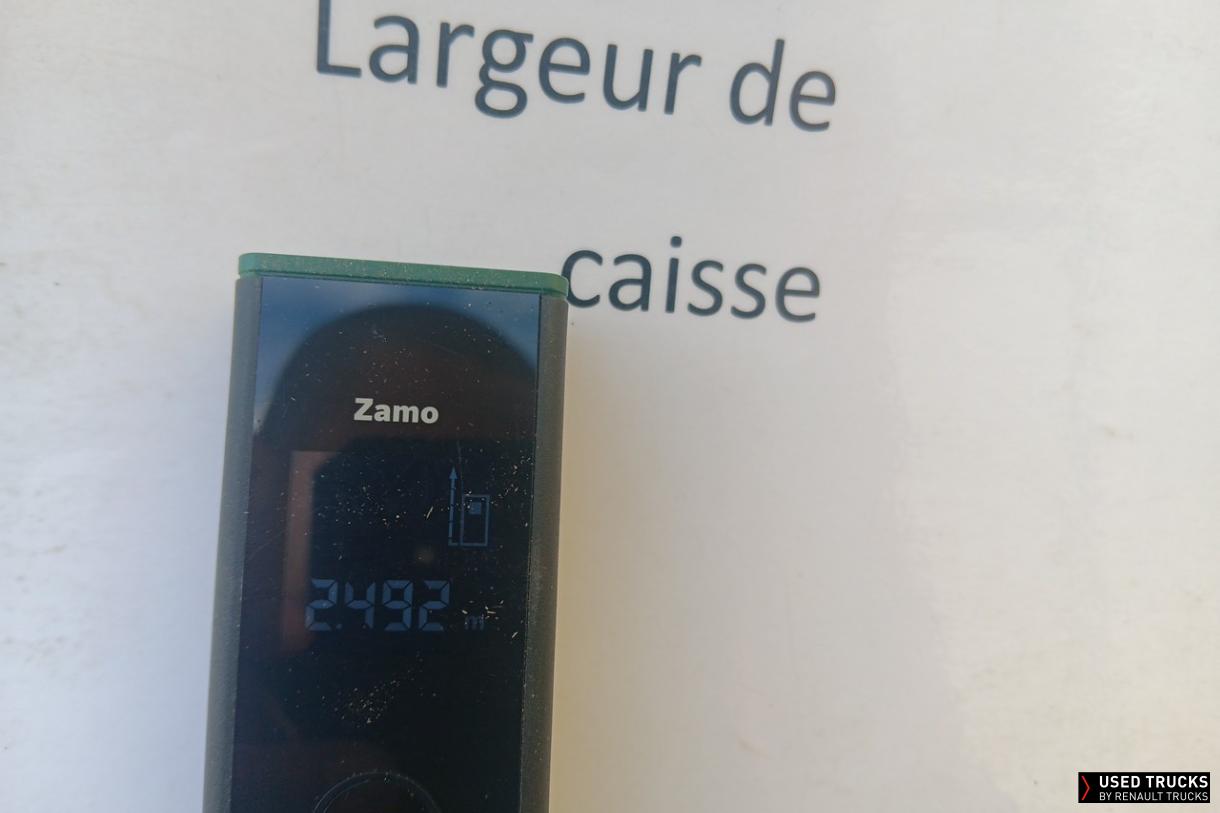 Largeur de
caisse
Zamo
2.492 m
USED TRUCKS
BY RENAULT TRUCKS